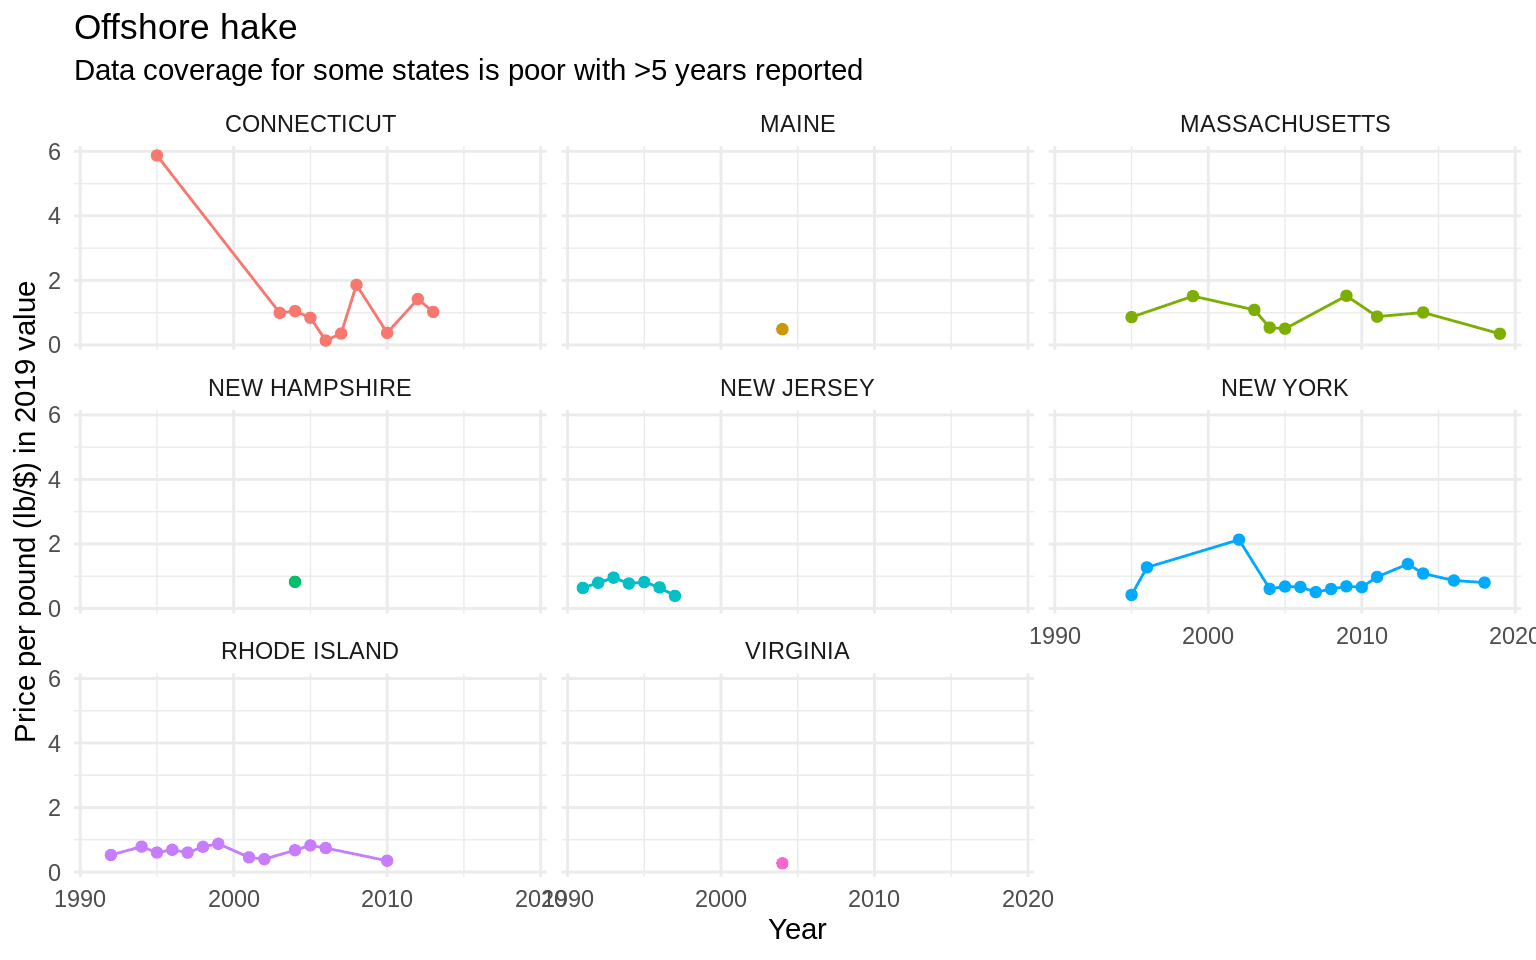 Offshore hake
Data coverage for some states is poor with >5 years reported
CONNECTICUT MAINE MASSACHUSETTS
6
4
2
0
NEW HAMPSHIRE NEW JERSEY NEW YORK
6
4
2
0
1990 2000 2010 2020
RHODE ISLAND VIRGINIA
6
4
2
0
1990 2000 2010 2020 1990 2000 2010 2020
Year
Price per pound (lb/$) in 2019 value